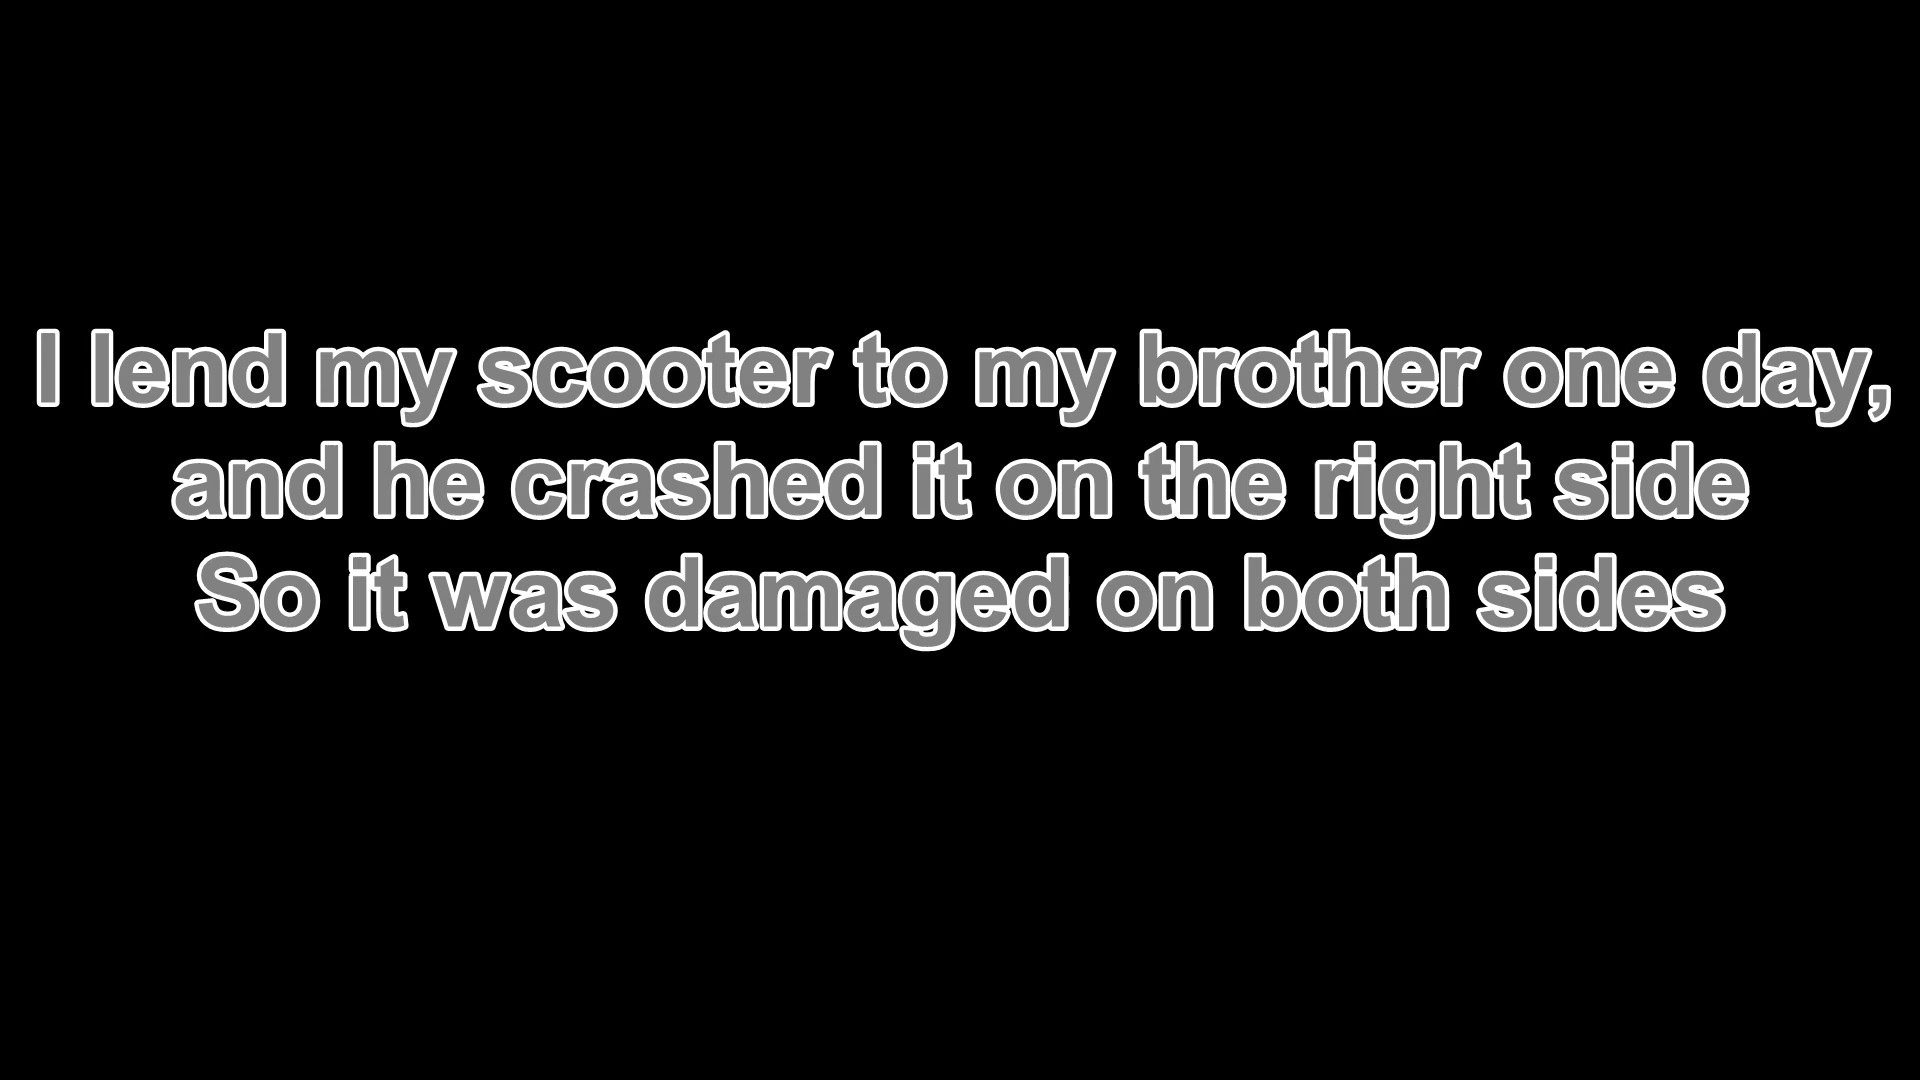 I lend my scooter to my brother one day,
and he crashed it on the right side
So it was damaged on both sides